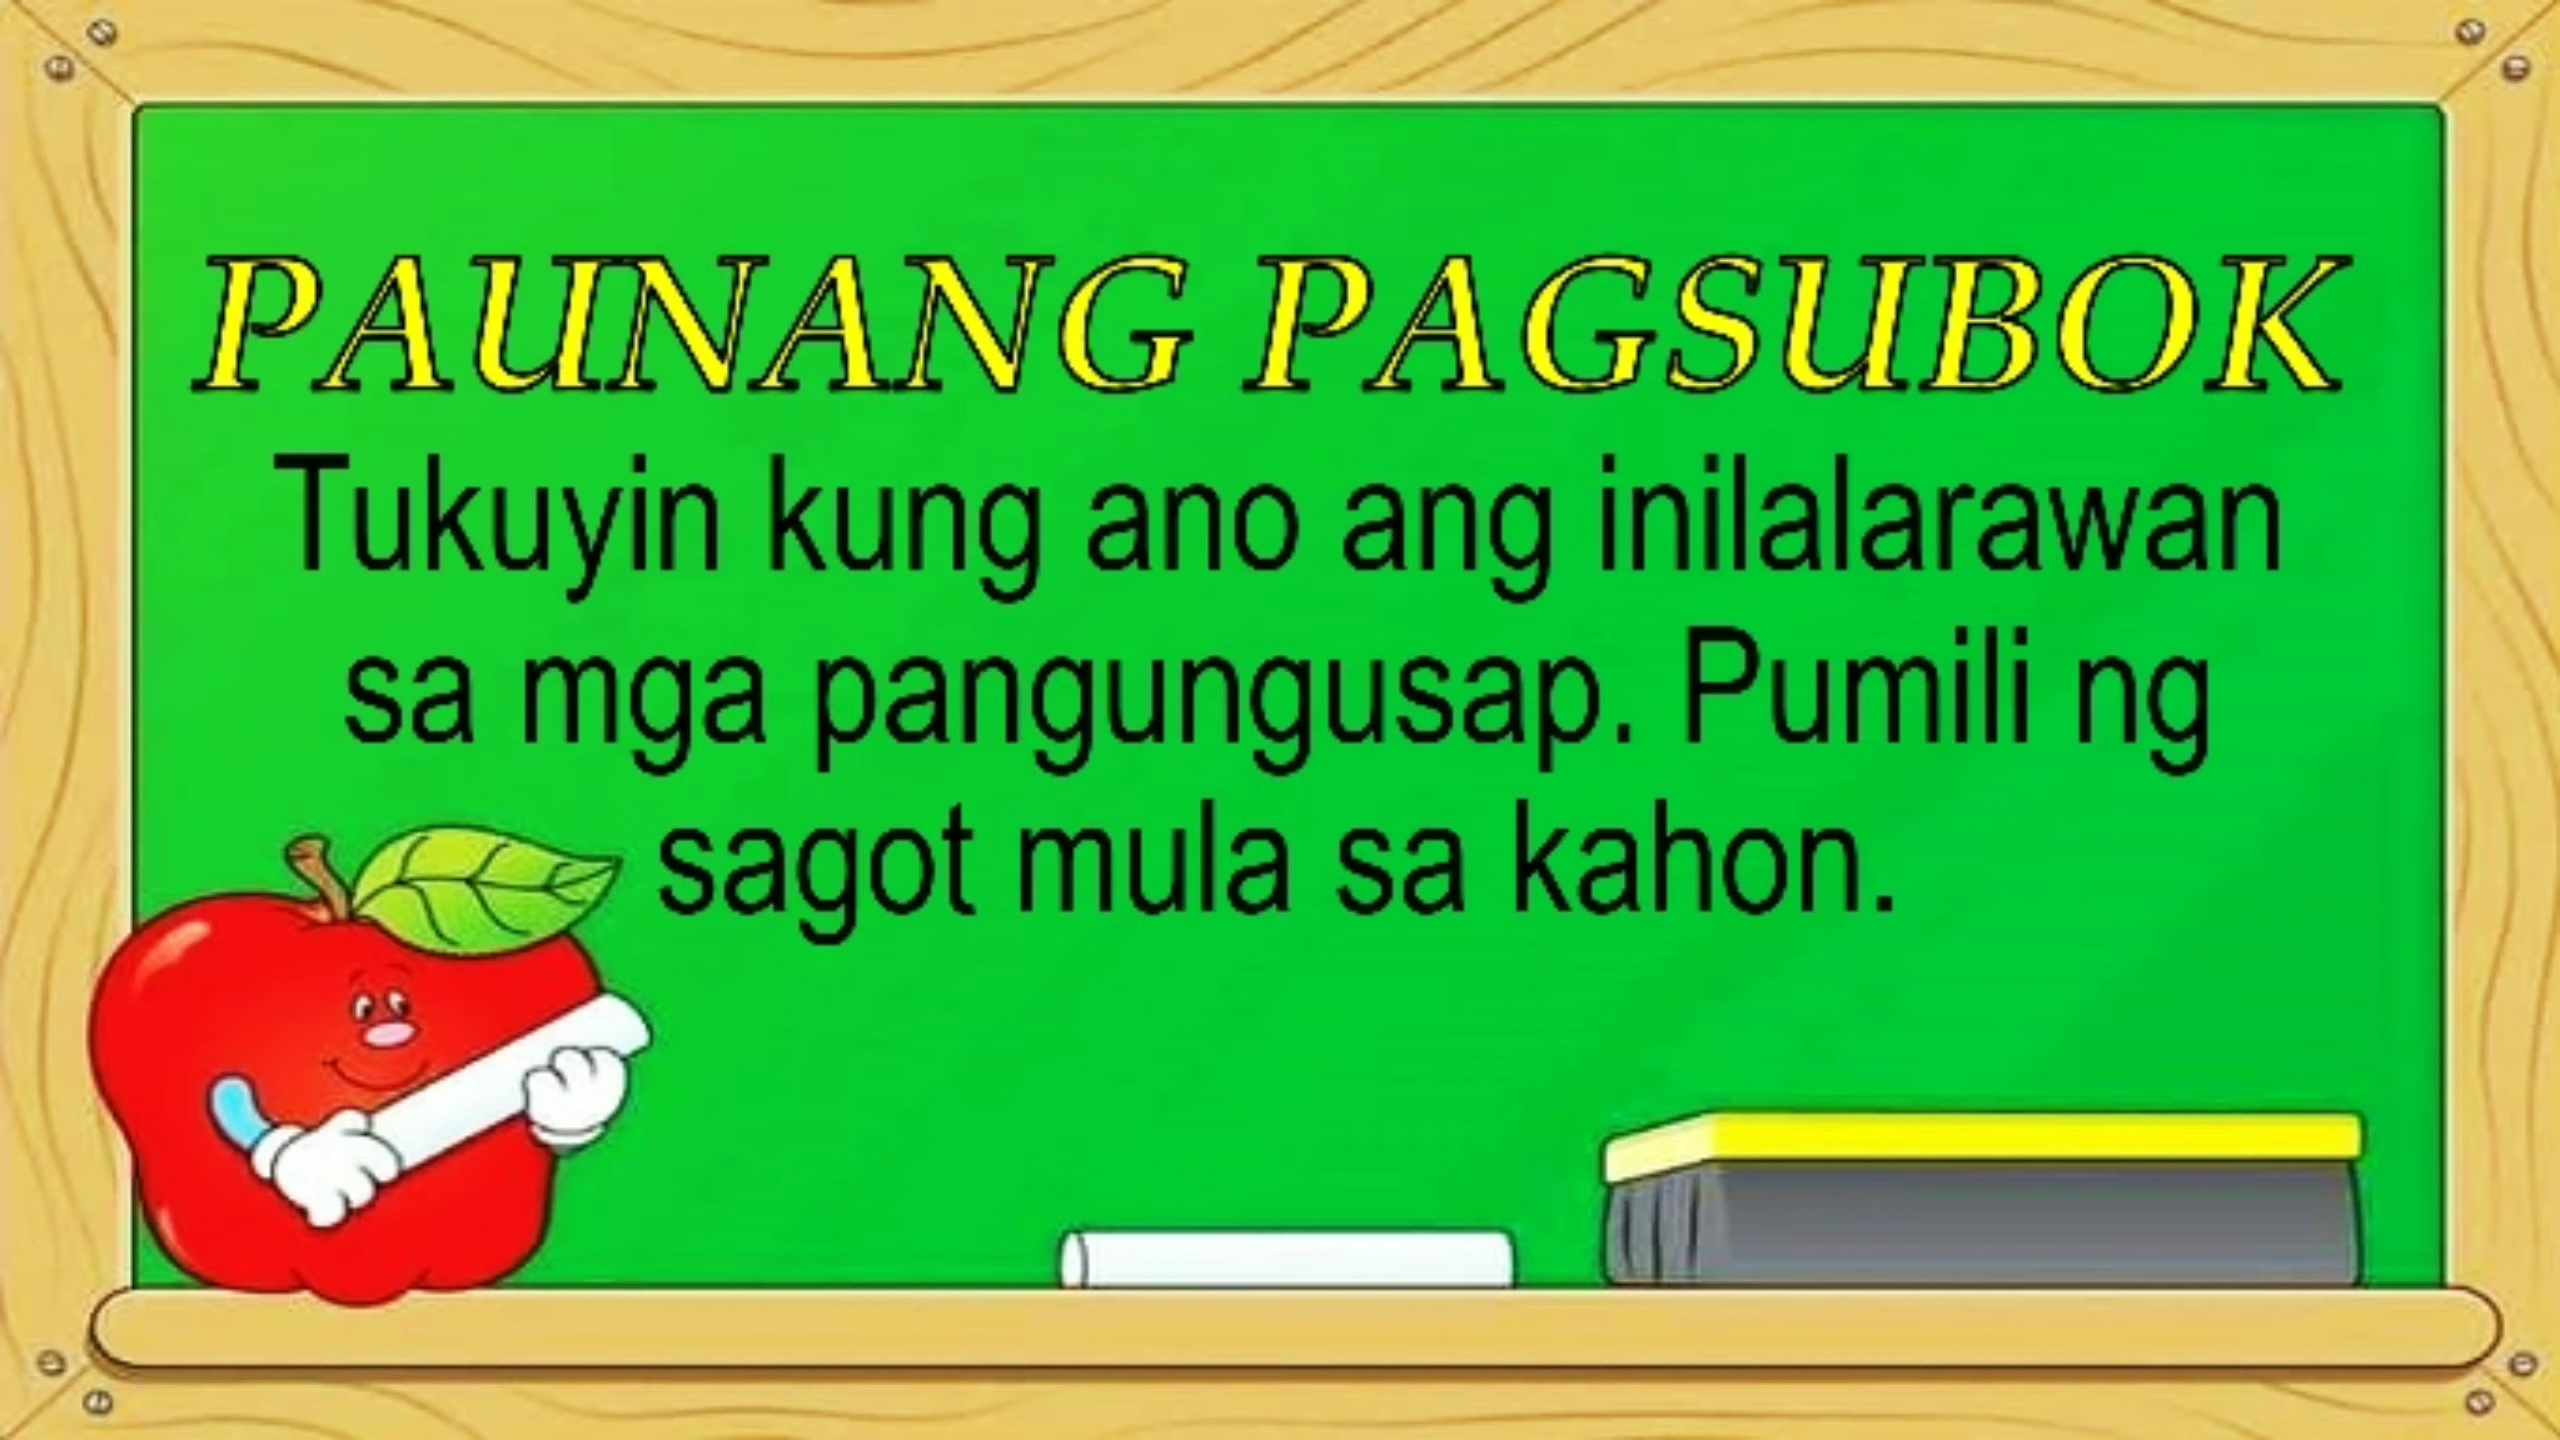 PAUNANG PAGSUBOK
Tukuyin kung ano ang inilalarawan
sa mga pangungusap. Pumili ng
sagot mula sa kahon.